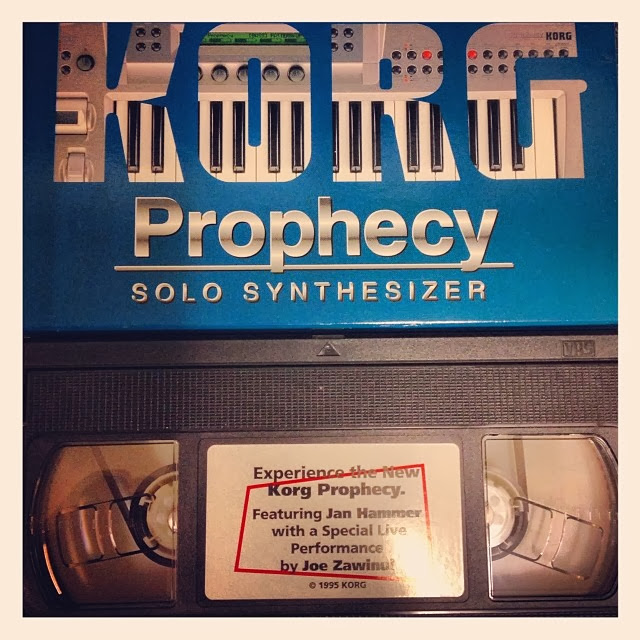 KORG
KORG
Prophecy
SOLO SYNTHESIZER
VHS
Experience the New
Korg Prophecy.
Featuring Jan Hammer
with a Special Live
Performance
by Joe Zawinul
© 1995 KORG